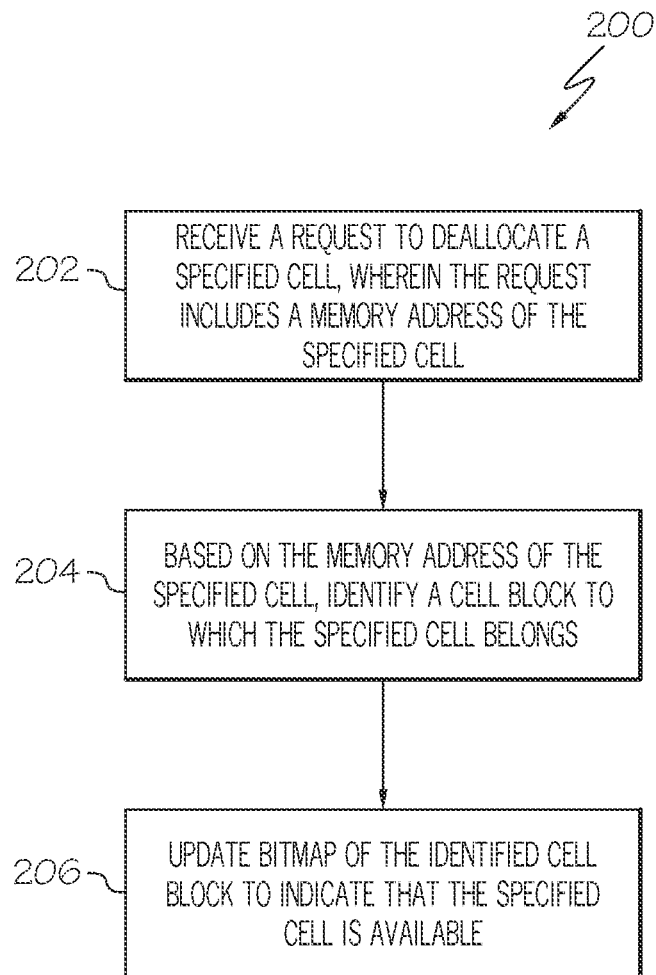 200
202
RECEIVE A REQUEST TO DEALLOCATE A
SPECIFIED CELL, WHEREIN THE REQUEST
INCLUDES A MEMORY ADDRESS OF THE
SPECIFIED CELL
204
BASED ON THE MEMORY ADDRESS OF THE
SPECIFIED CELL, IDENTIFY A CELL BLOCK TO
WHICH THE SPECIFIED CELL BELONGS
206
UPDATE BITMAP OF THE IDENTIFIED CELL
BLOCK TO INDICATE THAT THE SPECIFIED
CELL IS AVAILABLE